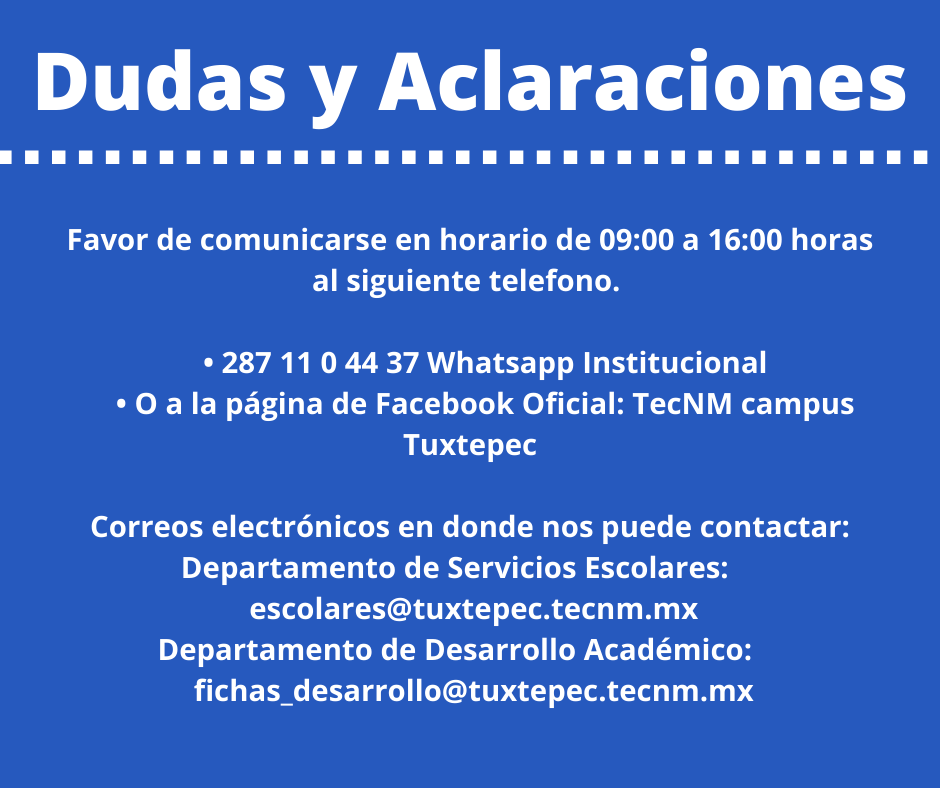 Dudas y Aclaraciones
Favor de comunicarse en horario de 09:00 a 16:00 horas
al siguiente telefono.
• 287 11 0 44 37 Whatsapp Institucional
• O a la página de Facebook Oficial: TecNM campus
Tuxtepec
Correos electrónicos en donde nos puede contactar:
Departamento de Servicios Escolares:
escolares@tuxtepec.tecnm.mx
Departamento de Desarrollo Académico:
fichas_desarrollo@tuxtepec.tecnm.mx